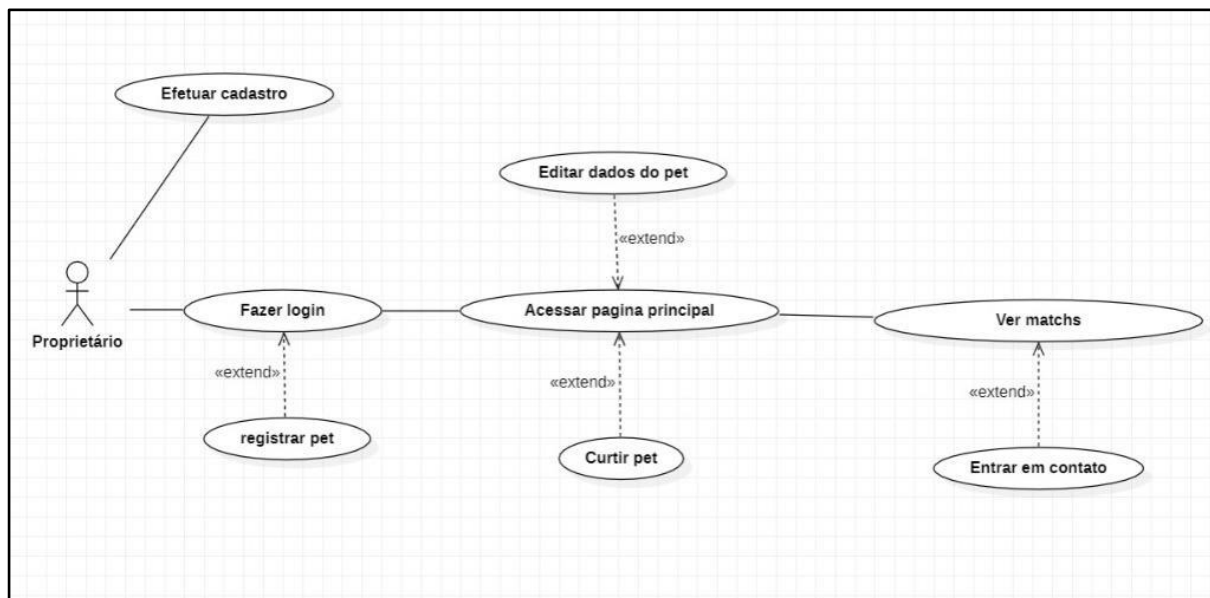 Efetuar cadastro
Editar dados do pet
«extend»
Fazer login
Acessar pagina principal
Ver matchs
Proprietário
«extend»
«extend»
«extend»
registrar pet
Curtir pet
Entrar em contato